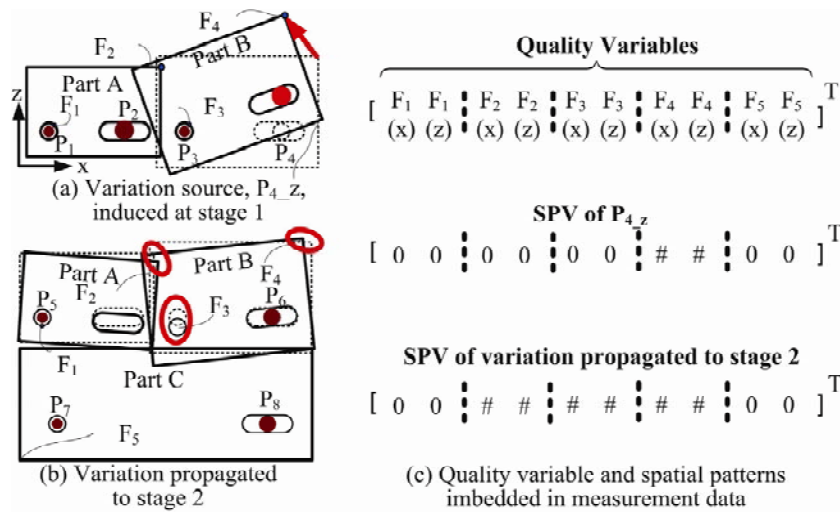 F₄
F₂
Part B
Part A
z
F₁
P₂
F₃
P₁
P₃
P₄
x
(a) Variation source, P₄_z,
induced at stage 1
Part A
Part B
F₂
F₄
P₅
F₃
P₆
F₁
Part C
P₇
P₈
F₅
(b) Variation propagated
to stage 2
Quality Variables
[ F₁ F₁ F₂ F₂ F₃ F₃ F₄ F₄ F₅ F₅ ]ᵀ
(x) (z) (x) (z) (x) (z) (x) (z) (x) (z)
SPV of P₄_z
[ 0 0 0 0 0 0 # # 0 0 ]ᵀ
SPV of variation propagated to stage 2
[ 0 0 # # # # # # 0 0 ]ᵀ
(c) Quality variable and spatial patterns
imbedded in measurement data